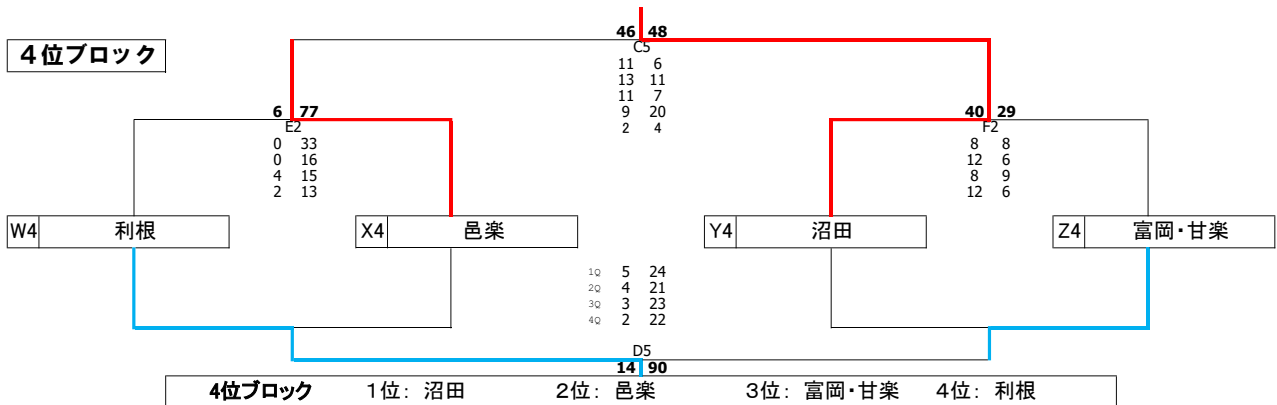 46 48
4位ブロック
C5
11 6
13 11
11 7
9 20
2 4
6 77
E2
0 33
0 16
4 15
2 13
40 29
F2
8 8
12 6
8 9
12 6
W4 利根
X4 邑楽
Y4 沼田
Z4 富岡・甘楽
1Q 5 24
2Q 4 21
3Q 3 23
4Q 2 22
D5
14 90
4位ブロック 1位: 沼田 2位: 邑楽 3位: 富岡・甘楽 4位: 利根